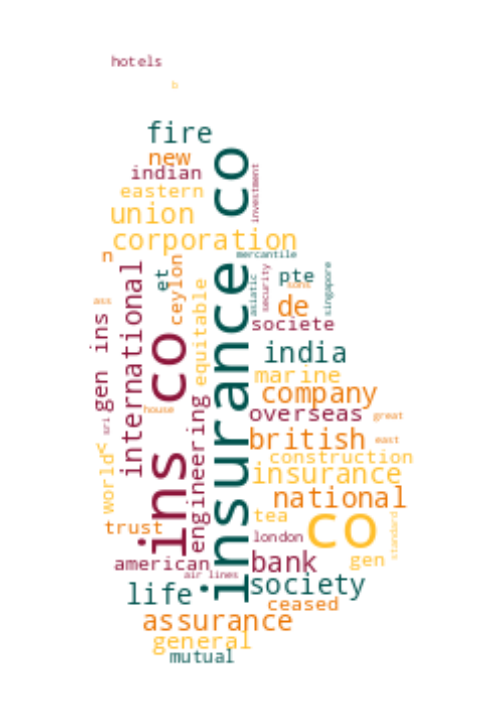 hotels
b
fire
new
indian
eastern
union
corporation
insurance co
investment
mercantile
n
et
ceylon
international
ins co
equitable
asiatic
security
pte
sons
singapore
de
societe
ass
gen ins
india
marine
company
house
overseas
great
sri
engineering
british
east
construction
world
insurance
national
tea
co
standard
trust
london
american
bank
gen
air lines
society
life
ceased
assurance
general
mutual